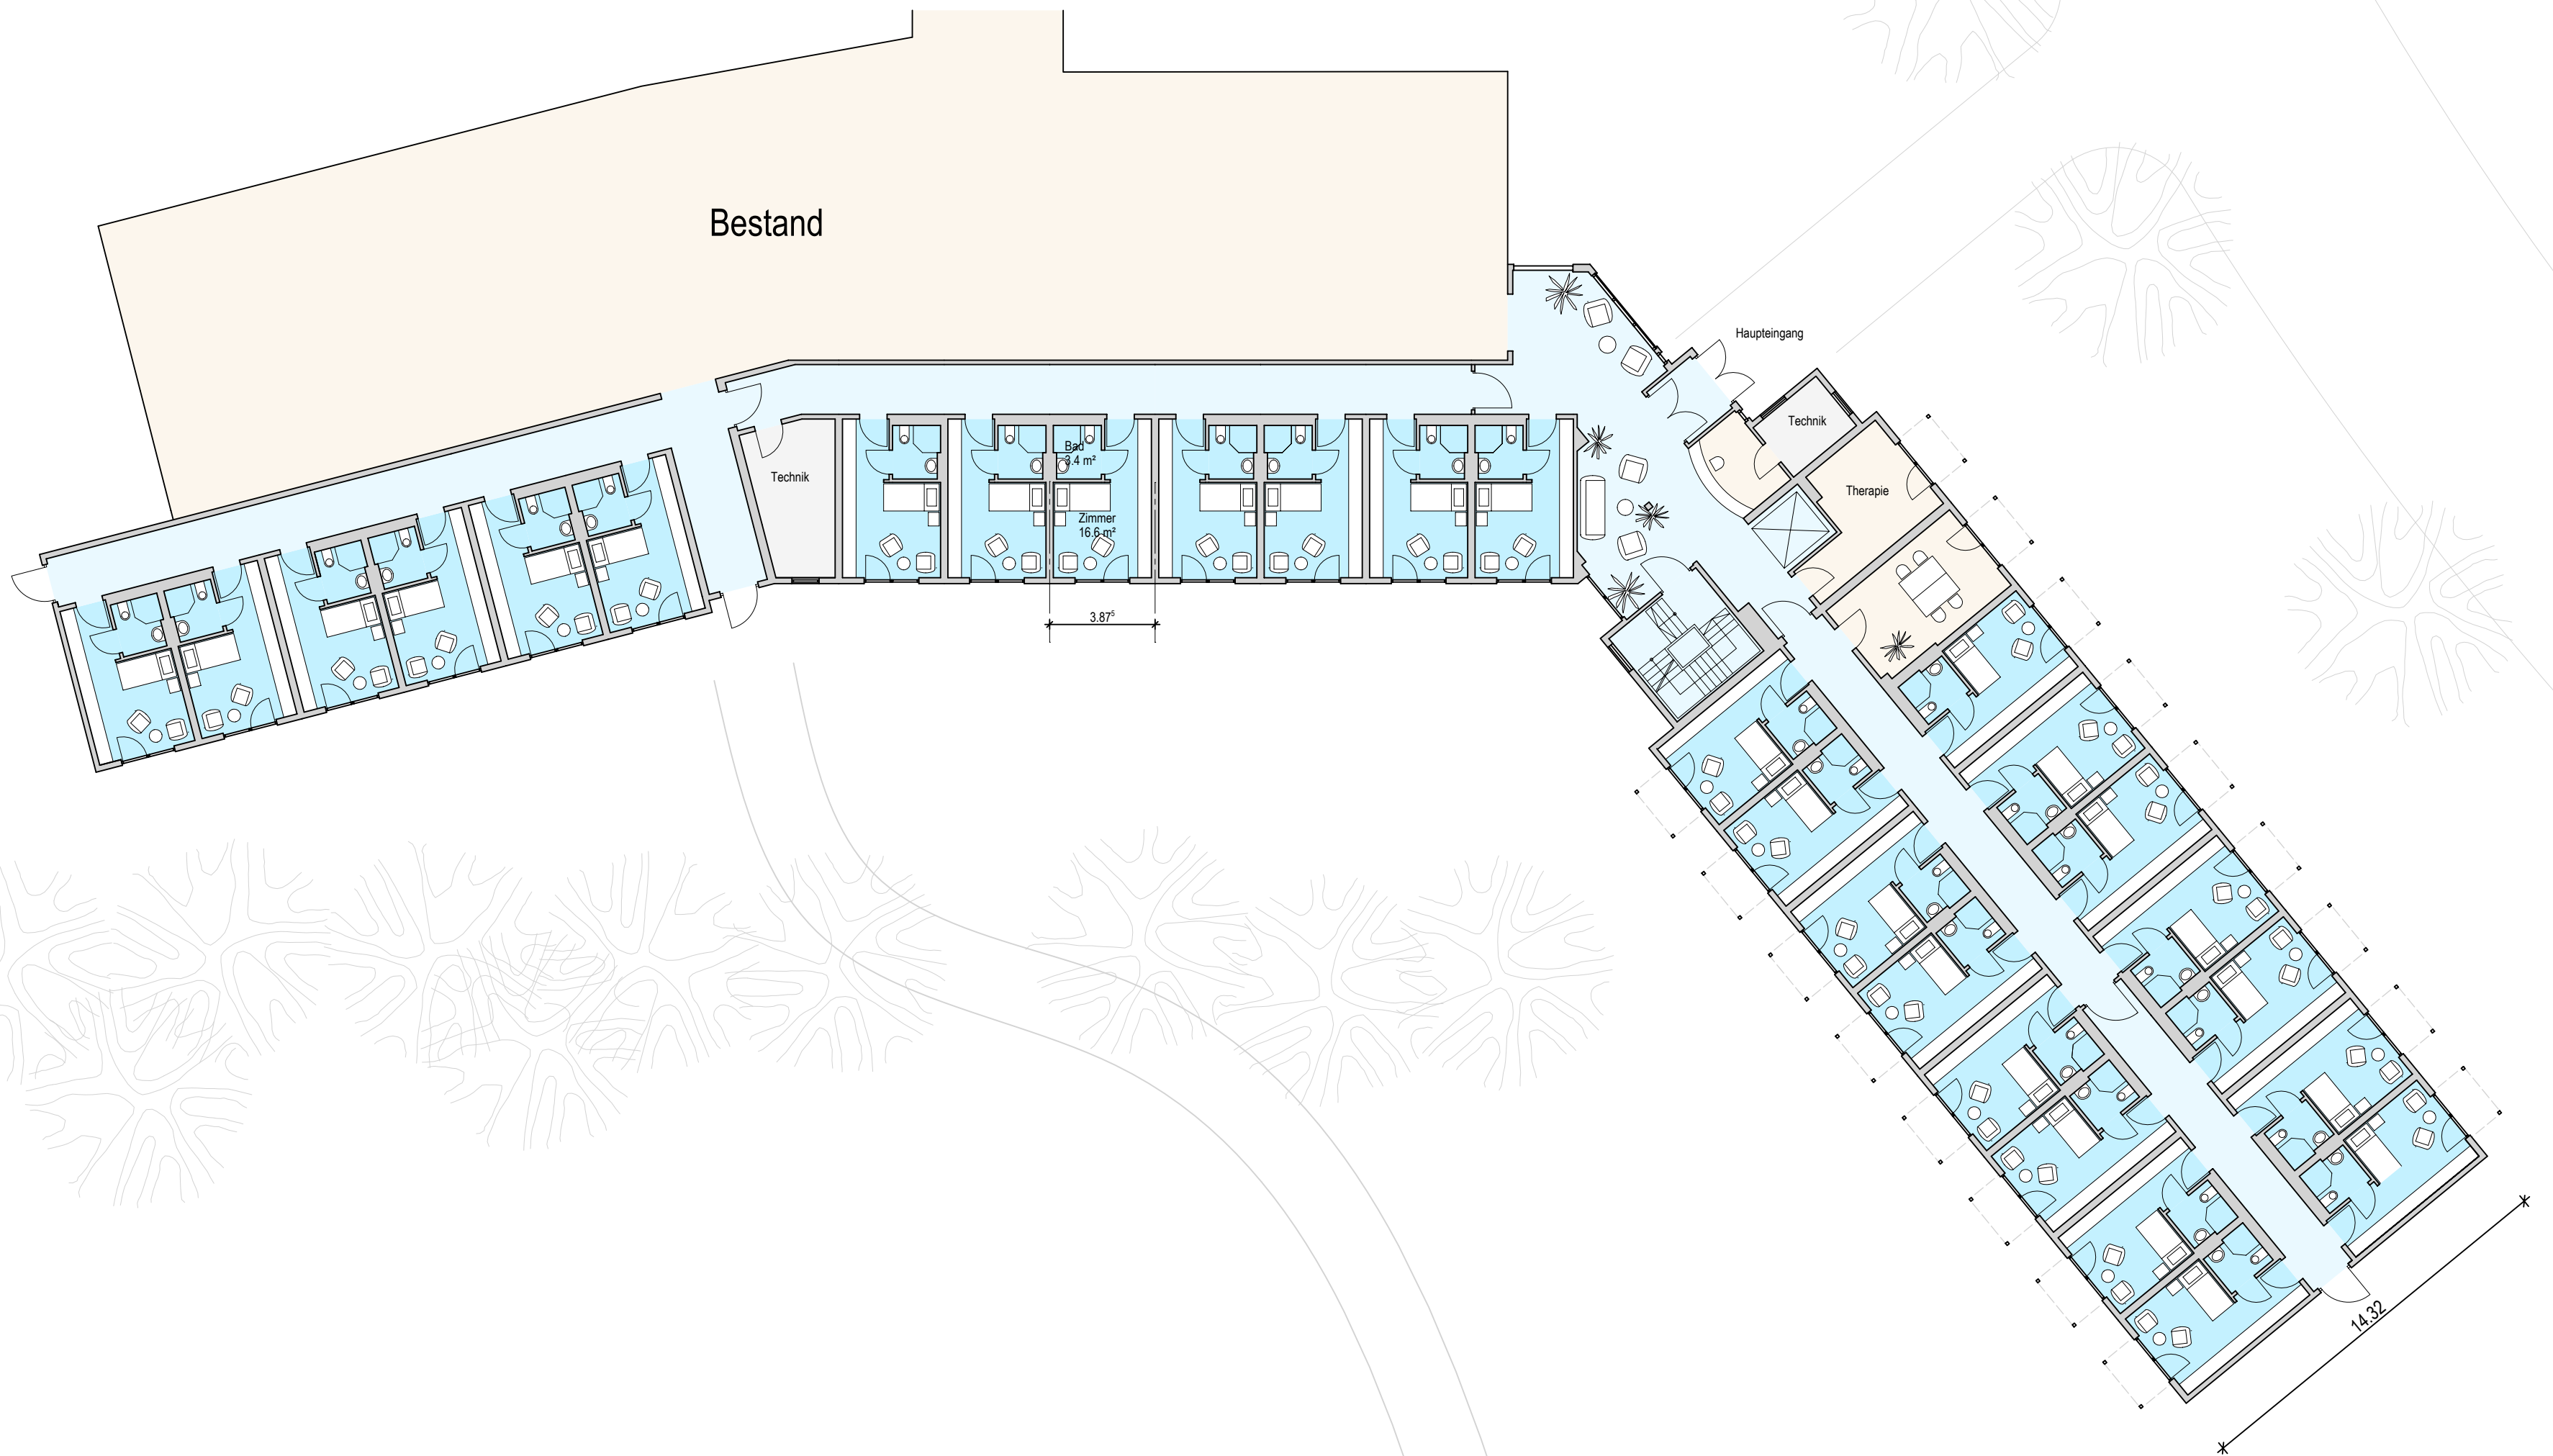 Bestand
Haupteingang
Technik
Technik
Therapie
Bad
3.4 m²
Zimmer
16.6 m²
3.87⁵
14.32